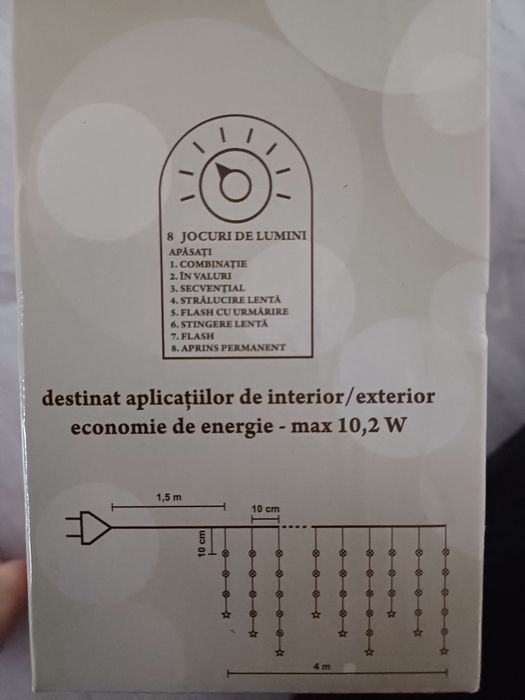 8 JOCURI DE LUMINI
APĂSAȚI
1. COMBINAȚIE
2. ÎN VALURI
3. SECVENȚIAL
4. STRĂLUCIRE LENTĂ
5. FLASH CU URMĂRIRE
6. STINGERE LENTĂ
7. FLASH
8. APRINS PERMANENT
destinat aplicațiilor de interior/exterior
economie de energie - max 10,2 W
1,5 m
10 cm
10 cm
4 m